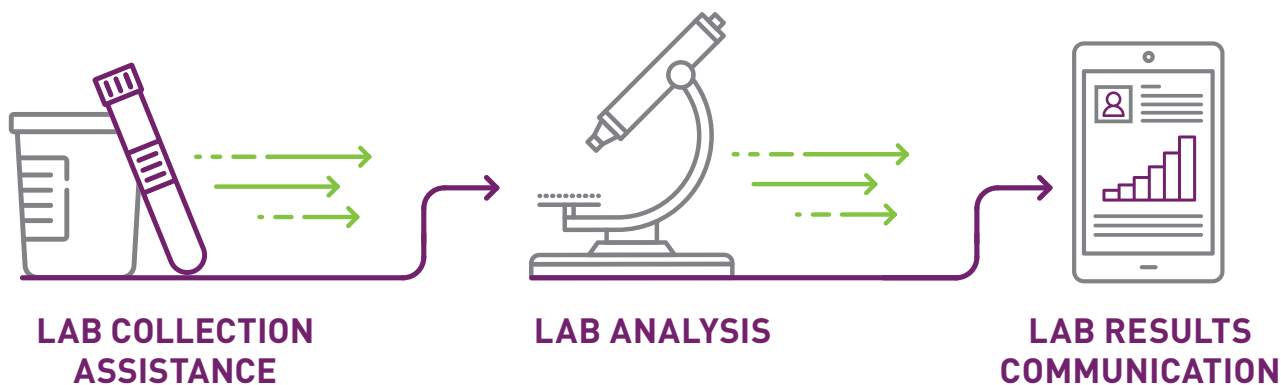 LAB COLLECTION
ASSISTANCE
LAB ANALYSIS
LAB RESULTS
COMMUNICATION